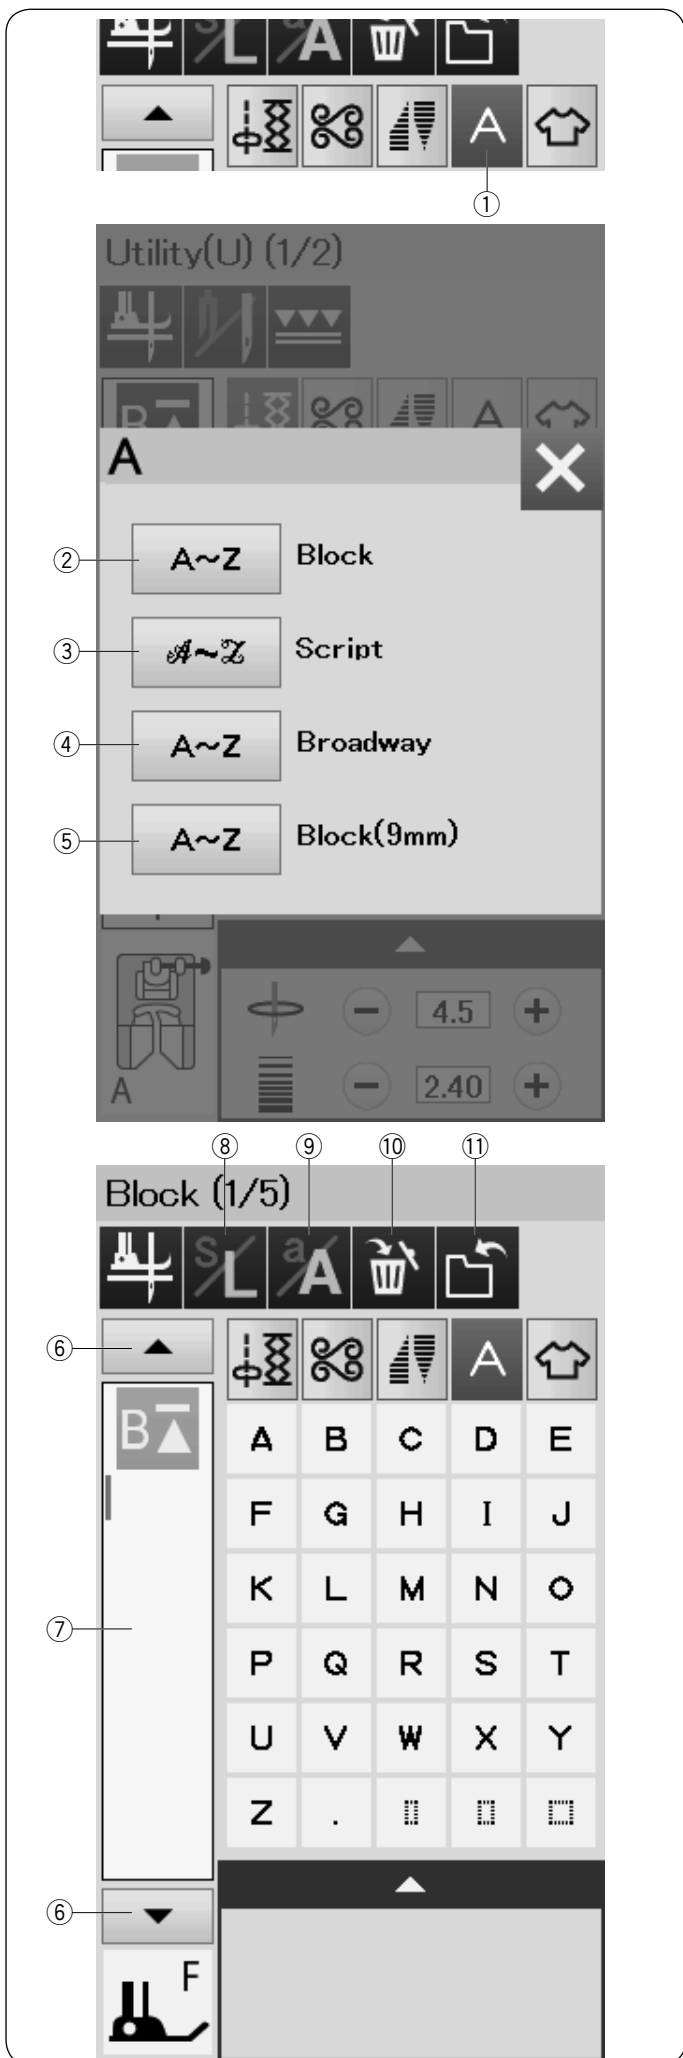 S/L a/A
A
①
Utility(U) (1/2)
B A
A
② A~Z Block
③ A~Z Script
④ A~Z Broadway
⑤ A~Z Block(9mm)
4.5
A 2.40
⑧ ⑨ ⑩ ⑪
Block (1/5)
S/L a/A
⑥ A
B A B C D E
F G H I J
K L M N O
⑦
P Q R S T
U V W X Y
Z .
⑥
F